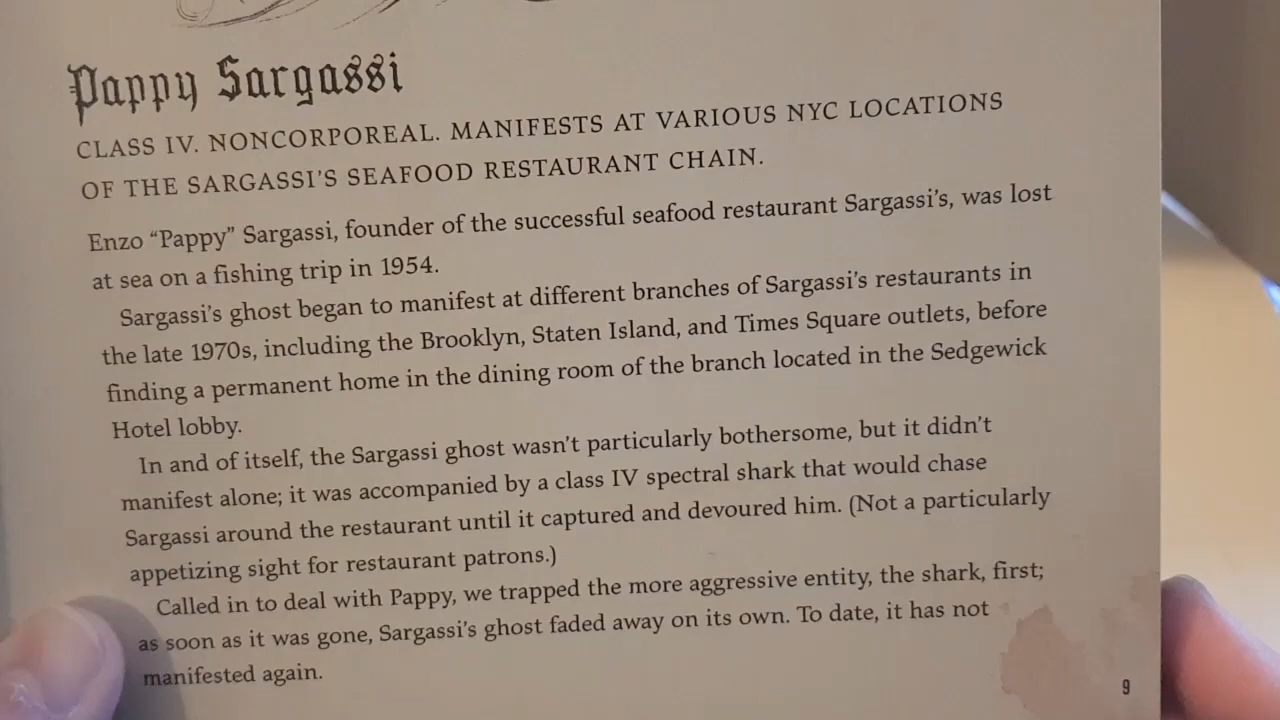 Pappy Sargassi
CLASS IV. NONCORPOREAL. MANIFESTS AT VARIOUS NYC LOCATIONS
OF THE SARGASSI'S SEAFOOD RESTAURANT CHAIN.
Enzo “Pappy” Sargassi, founder of the successful seafood restaurant Sargassi's, was lost
at sea on a fishing trip in 1954.
Sargassi's ghost began to manifest at different branches of Sargassi's restaurants in
the late 1970s, including the Brooklyn, Staten Island, and Times Square outlets, before
finding a permanent home in the dining room of the branch located in the Sedgewick
Hotel lobby.
In and of itself, the Sargassi ghost wasn't particularly bothersome, but it didn't
manifest alone; it was accompanied by a class IV spectral shark that would chase
Sargassi around the restaurant until it captured and devoured him. (Not a particularly
appetizing sight for restaurant patrons.)
Called in to deal with Pappy, we trapped the more aggressive entity, the shark, first;
as soon as it was gone, Sargassi's ghost faded away on its own. To date, it has not
manifested again.
9